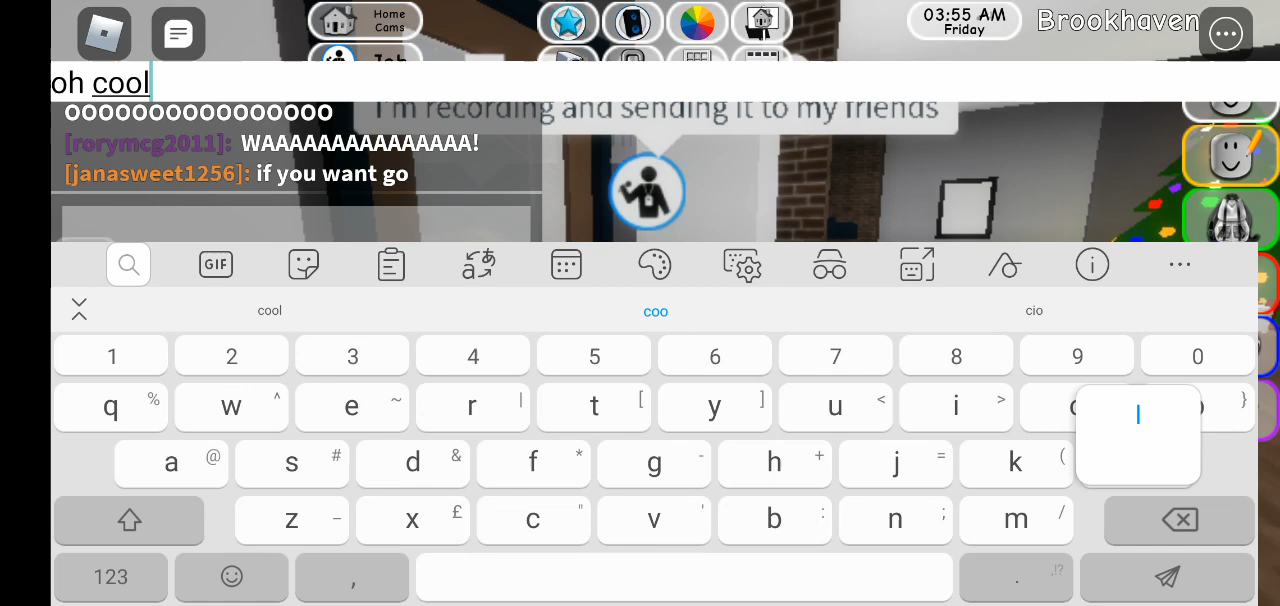 Home
Cams
03:55 AM
Friday
Brookhaven
Job
oh cool
I'm recording and sending it to my friends
oooooooooooooooo
[rorymcg2011]: WAAAAAAAAAAAAAA!
[janasweet1256]: if you want go
GIF
cool coo cio
1 2 3 4 5 6 7 8 9 0
q % w ^ e ~ r | t [ y ] u < i > }
l
a @ s # d & f * g - h + j = k (
z _ x £ c " v ' b : n ; m /
123 , . ,!?